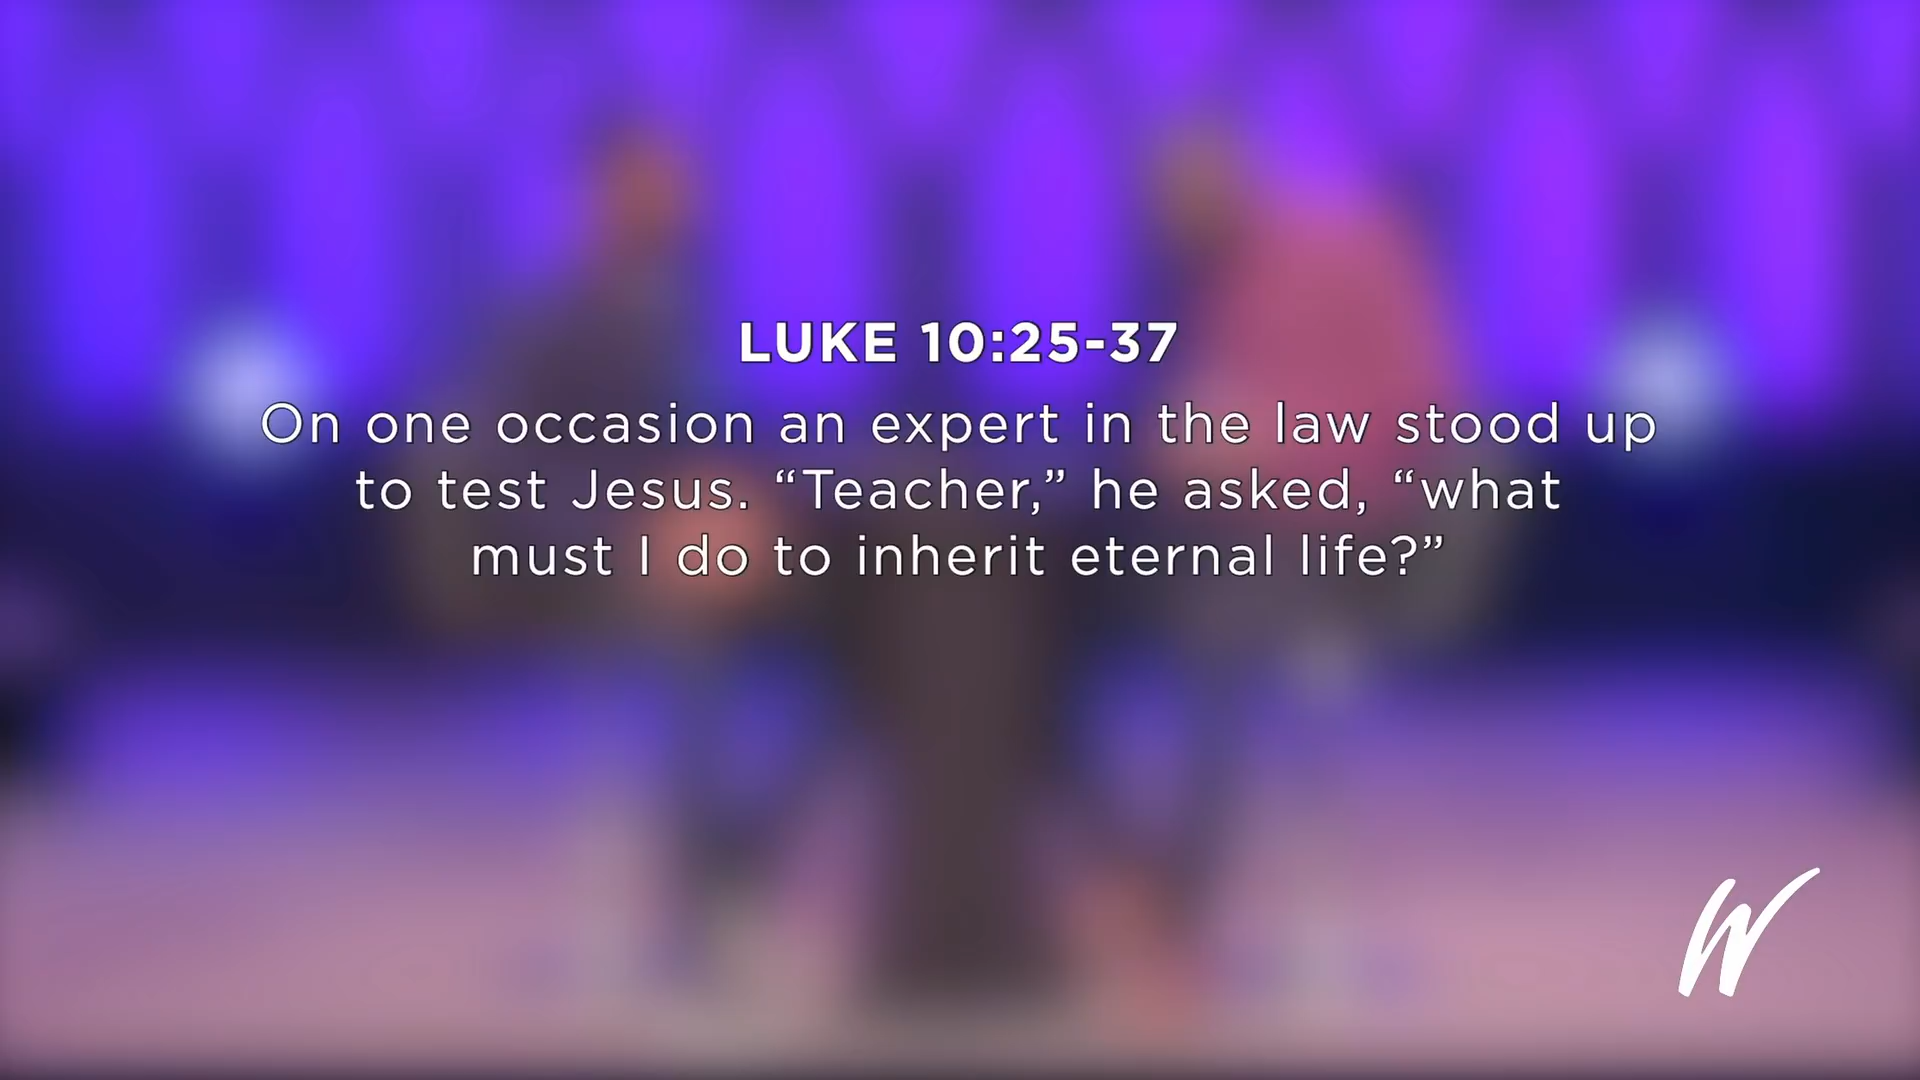 LUKE 10:25-37
On one occasion an expert in the law stood up
to test Jesus. “Teacher,” he asked, “what
must I do to inherit eternal life?”
W